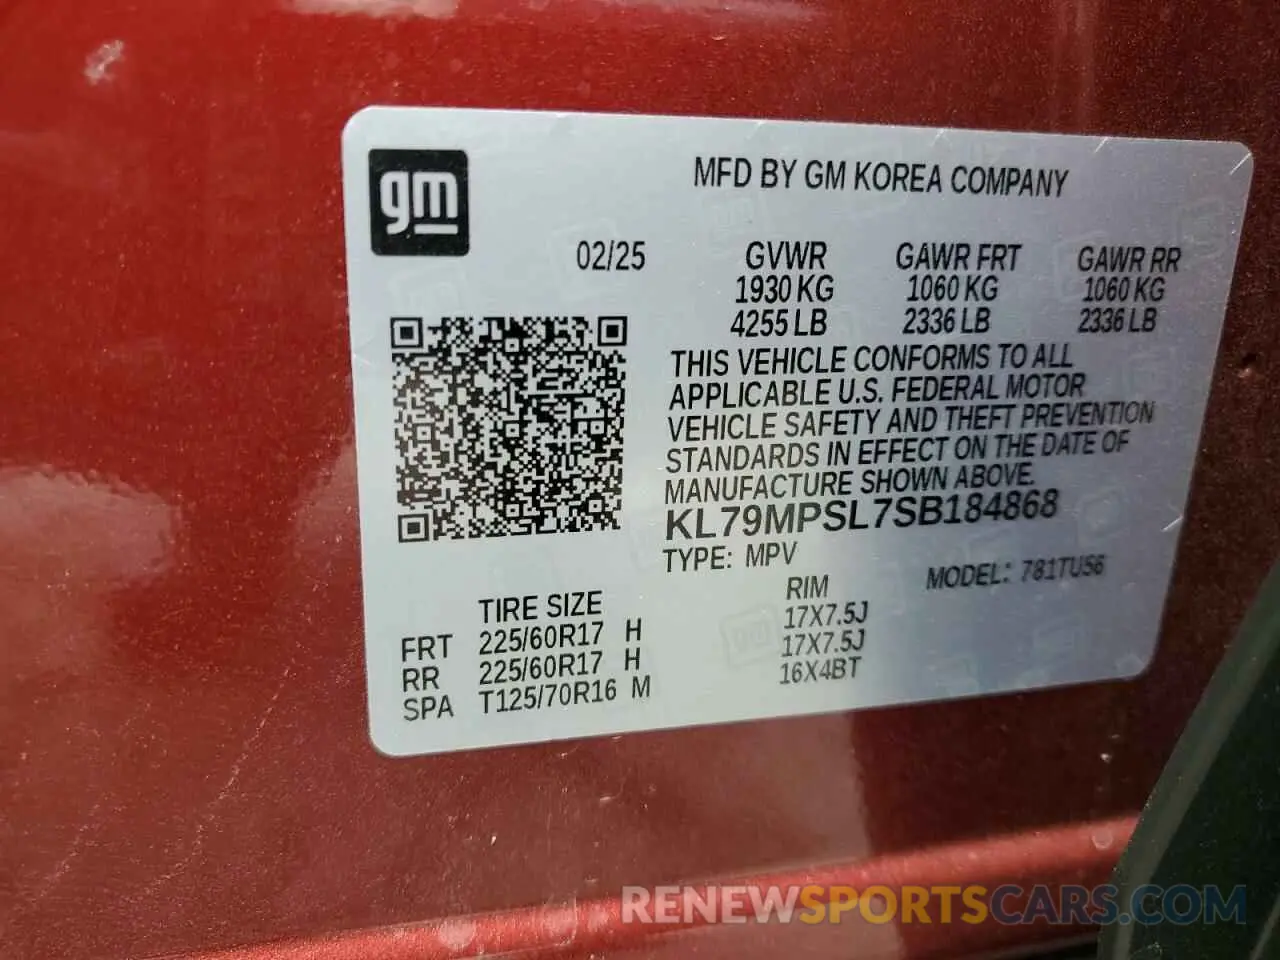 gm
MFD BY GM KOREA COMPANY
02/25 GVWR GAWR FRT GAWR RR
1930 KG 1060 KG 1060 KG
4255 LB 2336 LB 2336 LB
THIS VEHICLE CONFORMS TO ALL
APPLICABLE U.S. FEDERAL MOTOR
VEHICLE SAFETY AND THEFT PREVENTION
STANDARDS IN EFFECT ON THE DATE OF
MANUFACTURE SHOWN ABOVE.
KL79MPSL7SB184868
TYPE: MPV MODEL: 781TU56
TIRE SIZE RIM
FRT 225/60R17 H 17X7.5J
RR 225/60R17 H 17X7.5J
SPA T125/70R16 M 16X4BT
RENEWSPORTSCARS.COM